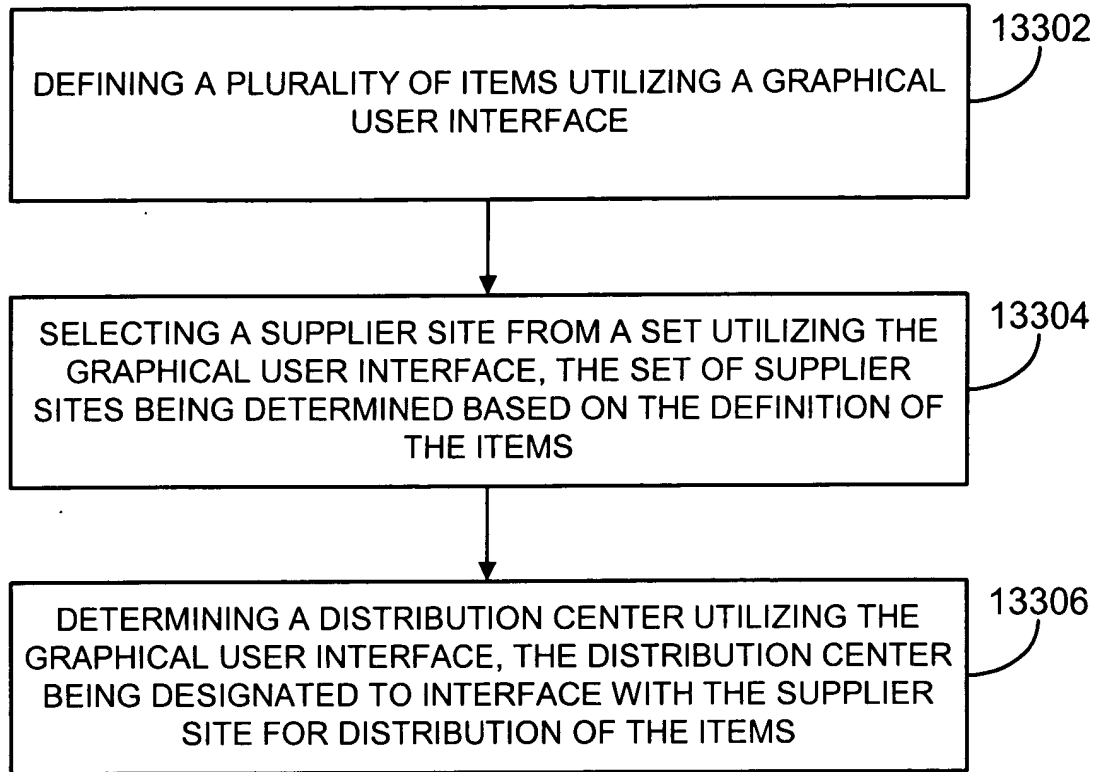 13302
DEFINING A PLURALITY OF ITEMS UTILIZING A GRAPHICAL
USER INTERFACE
13304
SELECTING A SUPPLIER SITE FROM A SET UTILIZING THE
GRAPHICAL USER INTERFACE, THE SET OF SUPPLIER
SITES BEING DETERMINED BASED ON THE DEFINITION OF
THE ITEMS
13306
DETERMINING A DISTRIBUTION CENTER UTILIZING THE
GRAPHICAL USER INTERFACE, THE DISTRIBUTION CENTER
BEING DESIGNATED TO INTERFACE WITH THE SUPPLIER
SITE FOR DISTRIBUTION OF THE ITEMS